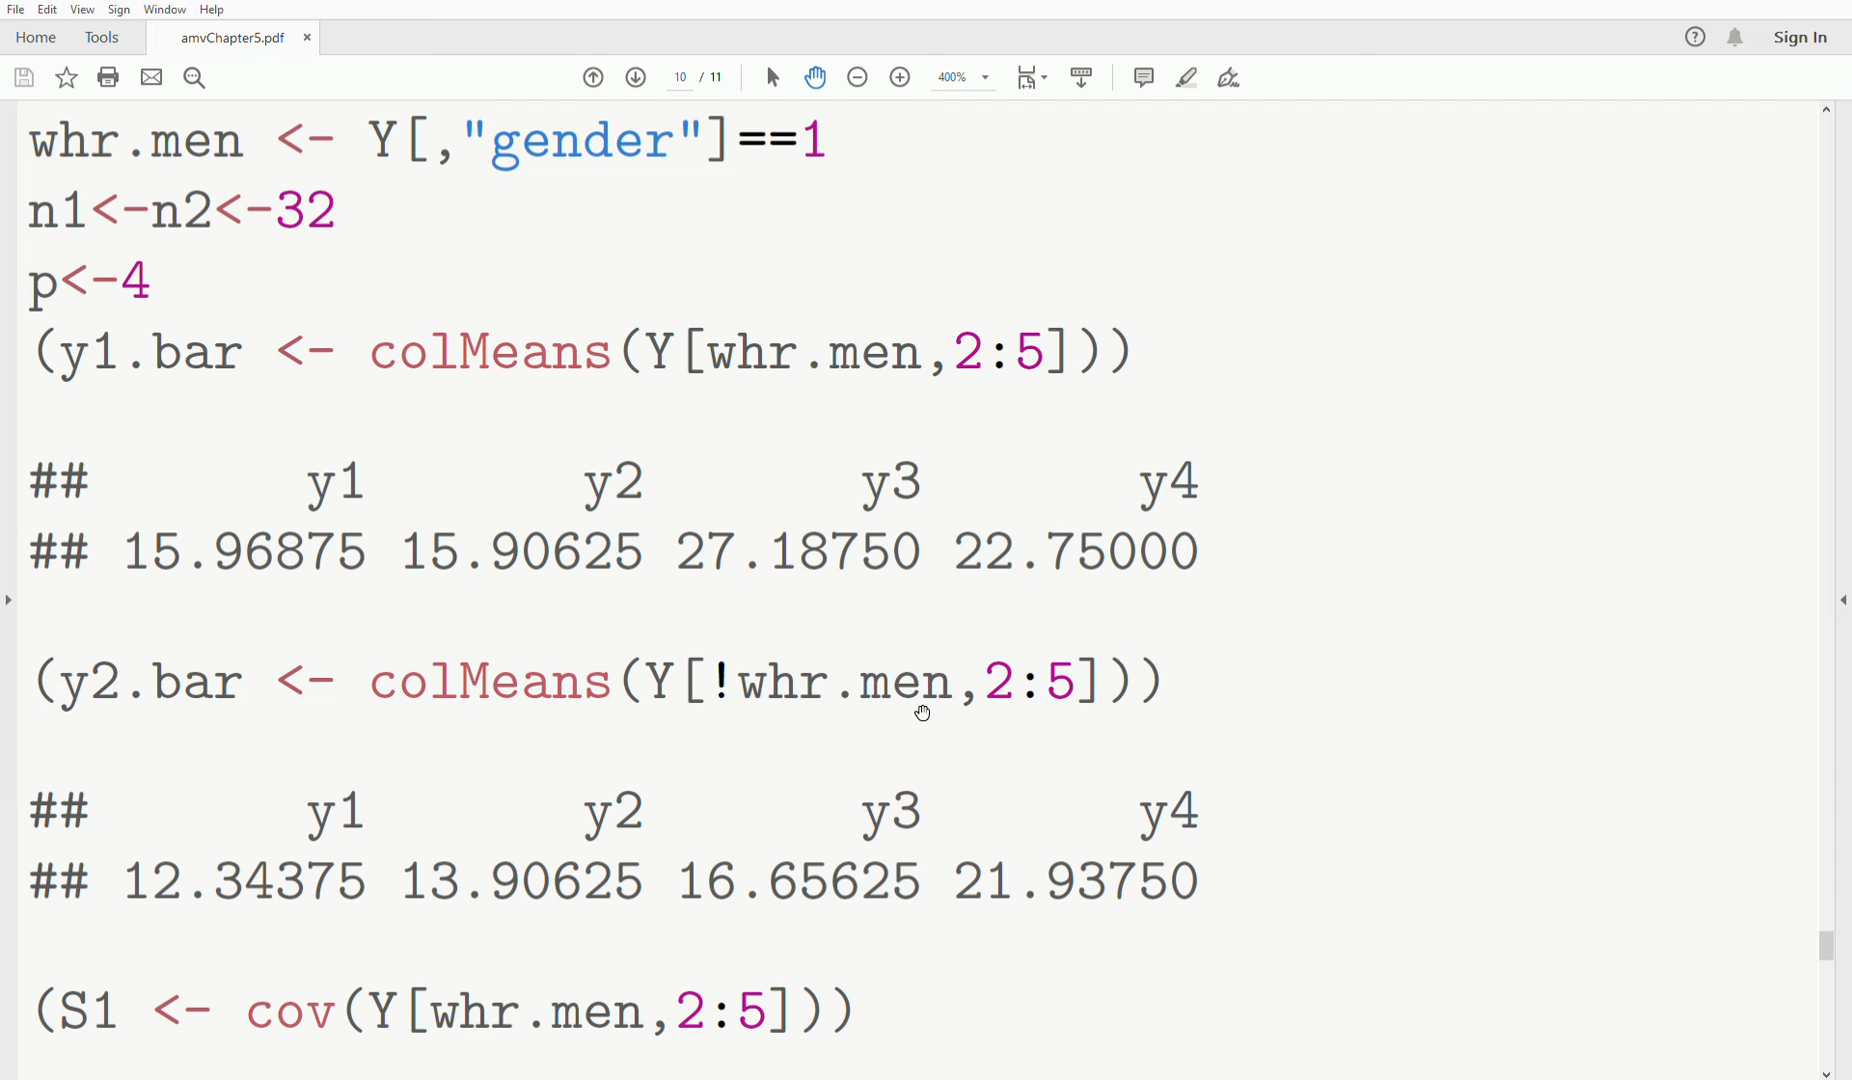 File Edit View Sign Window Help
Home Tools amvChapter5.pdf × Sign In
10 / 11 400%
whr.men <- Y[,"gender"]==1
n1<-n2<-32
p<-4
(y1.bar <- colMeans(Y[whr.men,2:5]))
## y1 y2 y3 y4
## 15.96875 15.90625 27.18750 22.75000
(y2.bar <- colMeans(Y[!whr.men,2:5]))
## y1 y2 y3 y4
## 12.34375 13.90625 16.65625 21.93750
(S1 <- cov(Y[whr.men,2:5]))